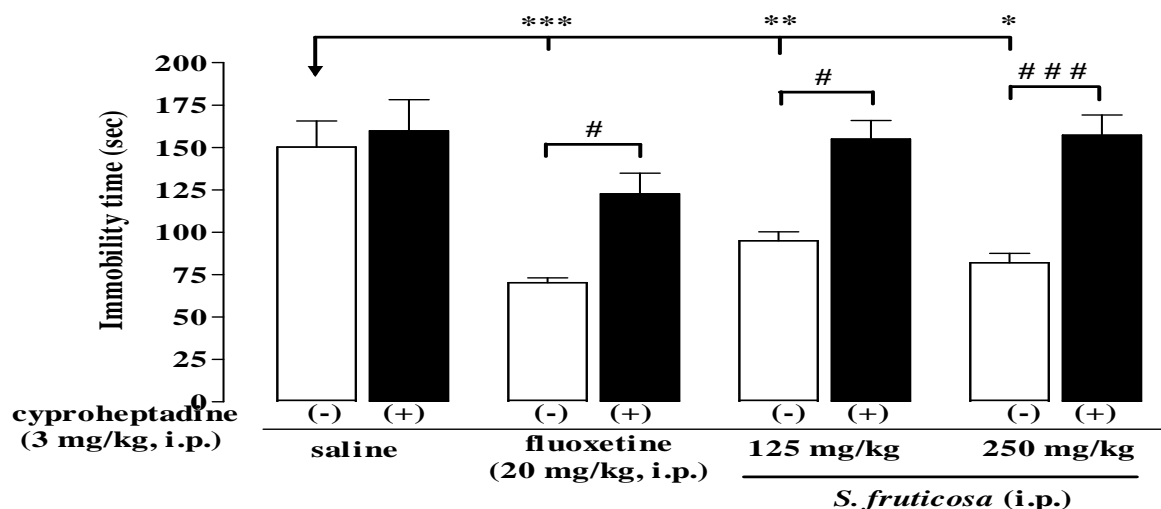 *** ** *
200
175
150
125
100
75
50
25
0
Immobility time (sec)
# # # # #
cyproheptadine (-) (+) (-) (+) (-) (+) (-) (+)
(3 mg/kg, i.p.)
saline fluoxetine 125 mg/kg 250 mg/kg
(20 mg/kg, i.p.)
S. fruticosa (i.p.)